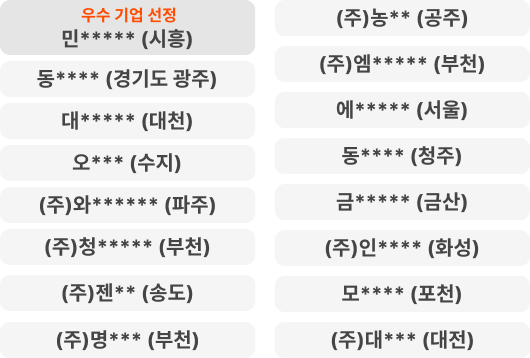 우수 기업 선정
민***** (시흥)
동**** (경기도 광주)
대***** (대천)
오*** (수지)
(주)와****** (파주)
(주)청***** (부천)
(주)젠** (송도)
(주)명*** (부천)
(주)농** (공주)
(주)엠***** (부천)
에***** (서울)
동**** (청주)
금***** (금산)
(주)인**** (화성)
모**** (포천)
(주)대*** (대전)